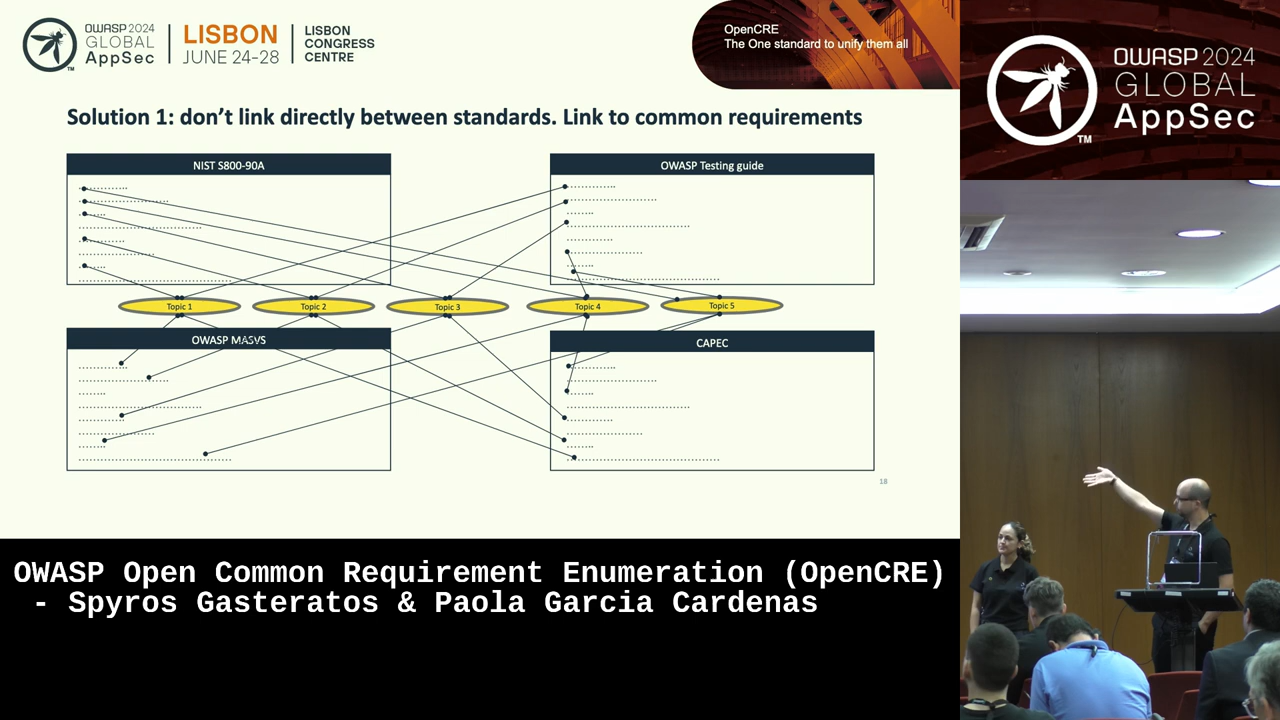 OWASP 2024
GLOBAL
AppSec
TM
LISBON
JUNE 24-28
LISBON
CONGRESS
CENTRE
OpenCRE
The One standard to unify them all
OWASP 2024
GLOBAL
AppSec
TM
Solution 1: don't link directly between standards. Link to common requirements
NIST S800-90A
OWASP Testing guide
Topic 1
Topic 2
Topic 3
Topic 4
Topic 5
OWASP MASVS
CAPEC
18
OWASP Open Common Requirement Enumeration (OpenCRE)
- Spyros Gasteratos & Paola Garcia Cardenas